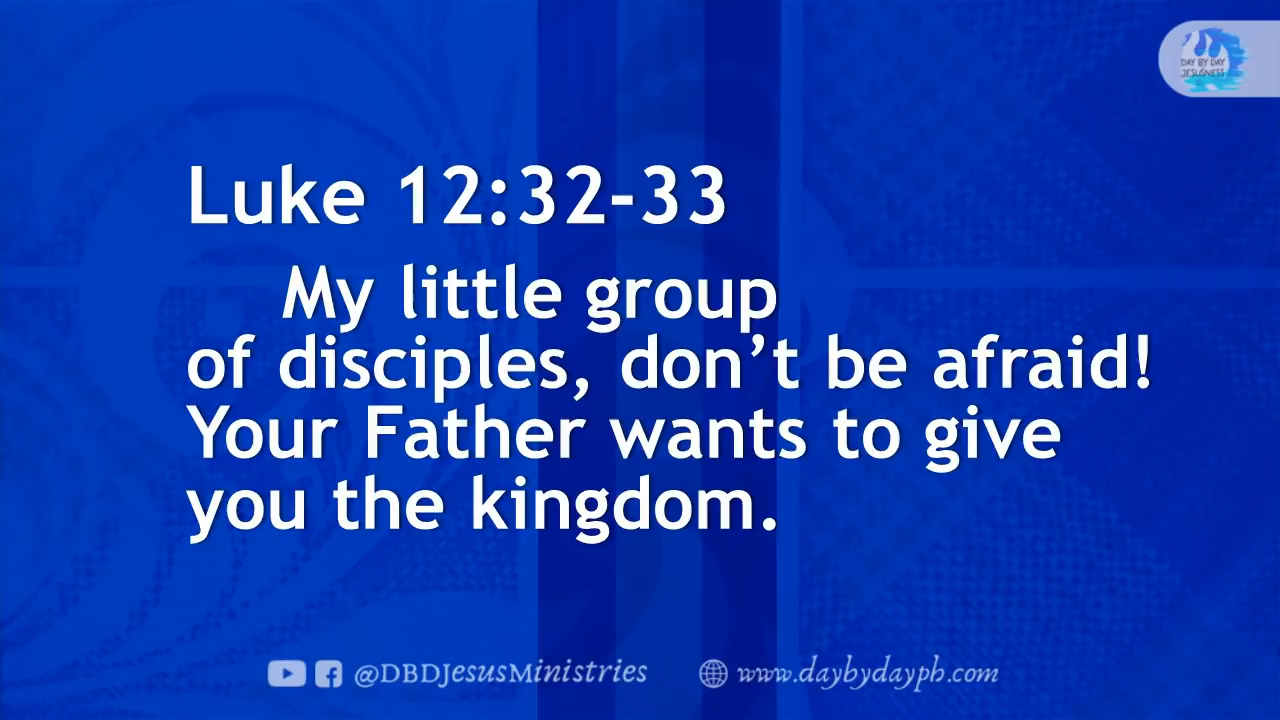 DAY BY DAY
JESUSNESS
Luke 12:32-33
My little group
of disciples, don’t be afraid!
Your Father wants to give
you the kingdom.
@DBDJesusMinistries
www.daybydayph.com